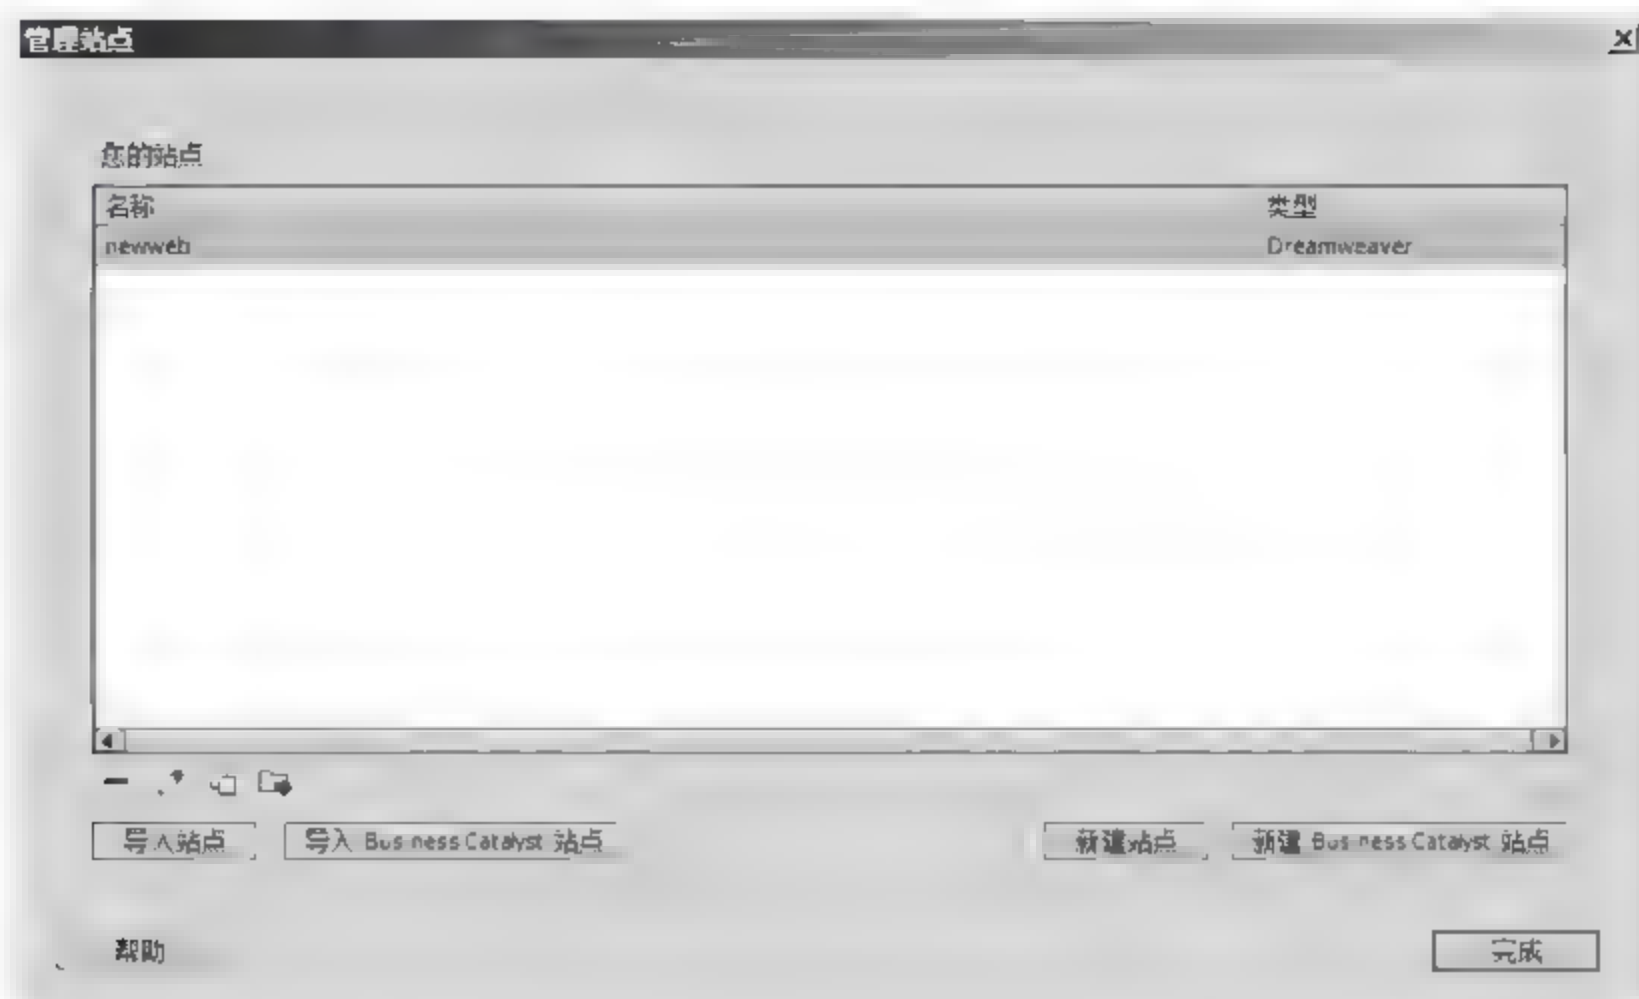 管理站点
您的站点
名称 类型
newweb Dreamweaver
导入站点 导入 Business Catalyst 站点 新建站点 新建 Business Catalyst 站点
帮助 完成